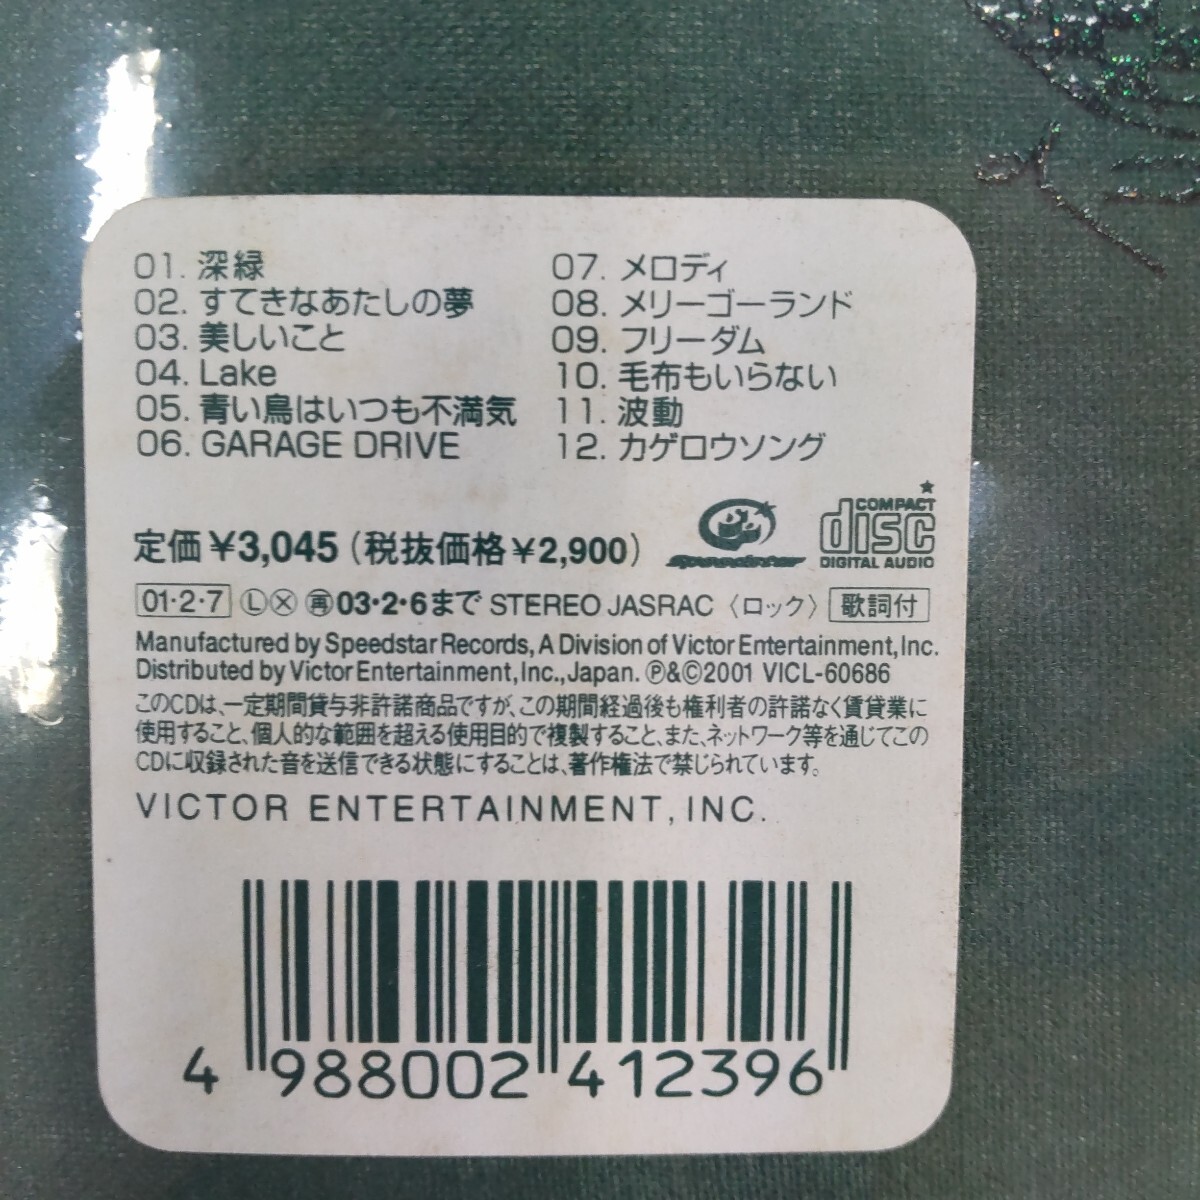 01. 深緑
02. すてきなあたしの夢
03. 美しいこと
04. Lake
05. 青い鳥はいつも不満気
06. GARAGE DRIVE
07. メロディ
08. メリーゴーランド
09. フリーダム
10. 毛布もいらない
11. 波動
12. カゲロウソング
定価¥3,045(税抜価格¥2,900)
Speedstar
COMPACT
disc
DIGITAL AUDIO
01・2・7 Ⓛ Ⓧ ㊢03・2・6まで STEREO JASRAC 〈ロック〉 歌詞付
Manufactured by Speedstar Records, A Division of Victor Entertainment, Inc.
Distributed by Victor Entertainment, Inc., Japan. Ⓟ&Ⓒ2001 VICL-60686
このCDは、一定期間貸与非許諾商品ですが、この期間経過後も権利者の許諾なく賃貸業に
使用すること、個人的な範囲を超える使用目的で複製すること、また、ネットワーク等を通じてこの
CDに収録された音を送信できる状態にすることは、著作権法で禁じられています。
VICTOR ENTERTAINMENT, INC.
4 988002 412396